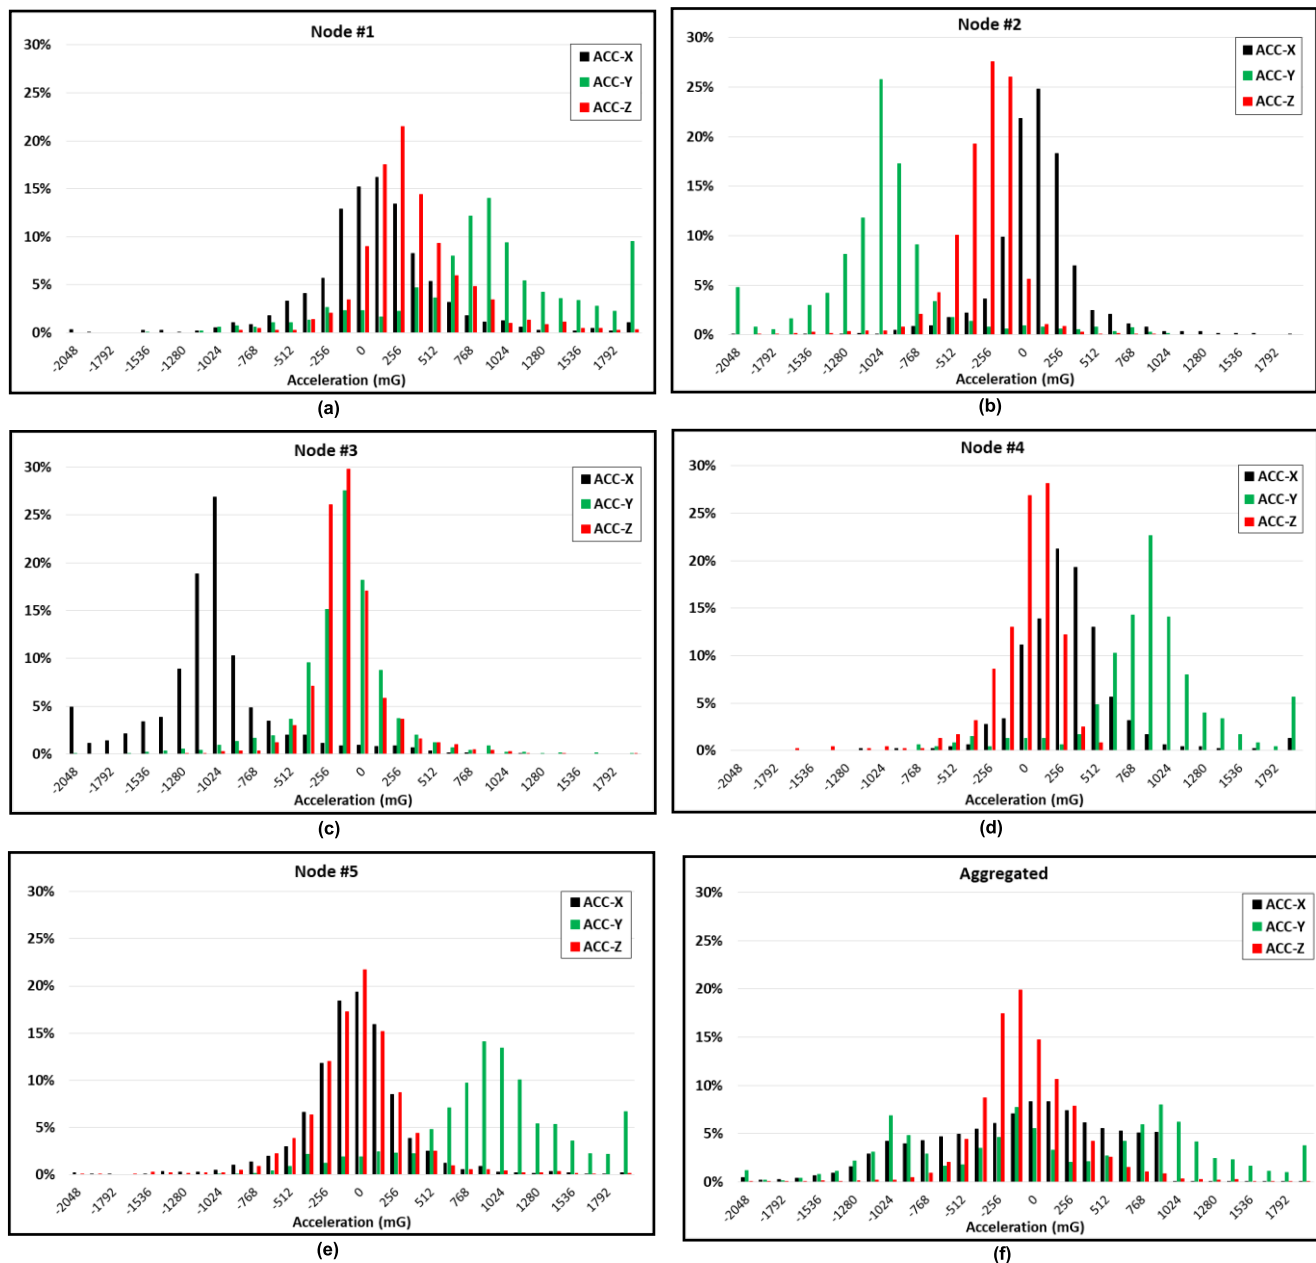 Node #1
30%
25%
20%
15%
10%
5%
0%
ACC-X
ACC-Y
ACC-Z
-2048 -1792 -1536 -1280 -1024 -768 -512 -256 0 256 512 768 1024 1280 1536 1792
Acceleration (mG)
(a)
Node #2
30%
25%
20%
15%
10%
5%
0%
ACC-X
ACC-Y
ACC-Z
-2048 -1792 -1536 -1280 -1024 -768 -512 -256 0 256 512 768 1024 1280 1536 1792
Acceleration (mG)
(b)
Node #3
30%
25%
20%
15%
10%
5%
0%
ACC-X
ACC-Y
ACC-Z
-2048 -1792 -1536 -1280 -1024 -768 -512 -256 0 256 512 768 1024 1280 1536 1792
Acceleration (mG)
(c)
Node #4
30%
25%
20%
15%
10%
5%
0%
ACC-X
ACC-Y
ACC-Z
-2048 -1792 -1536 -1280 -1024 -768 -512 -256 0 256 512 768 1024 1280 1536 1792
Acceleration (mG)
(d)
Node #5
30%
25%
20%
15%
10%
5%
0%
ACC-X
ACC-Y
ACC-Z
-2048 -1792 -1536 -1280 -1024 -768 -512 -256 0 256 512 768 1024 1280 1536 1792
Acceleration (mG)
(e)
Aggregated
30%
25%
20%
15%
10%
5%
0%
ACC-X
ACC-Y
ACC-Z
-2048 -1792 -1536 -1280 -1024 -768 -512 -256 0 256 512 768 1024 1280 1536 1792
Acceleration (mG)
(f)